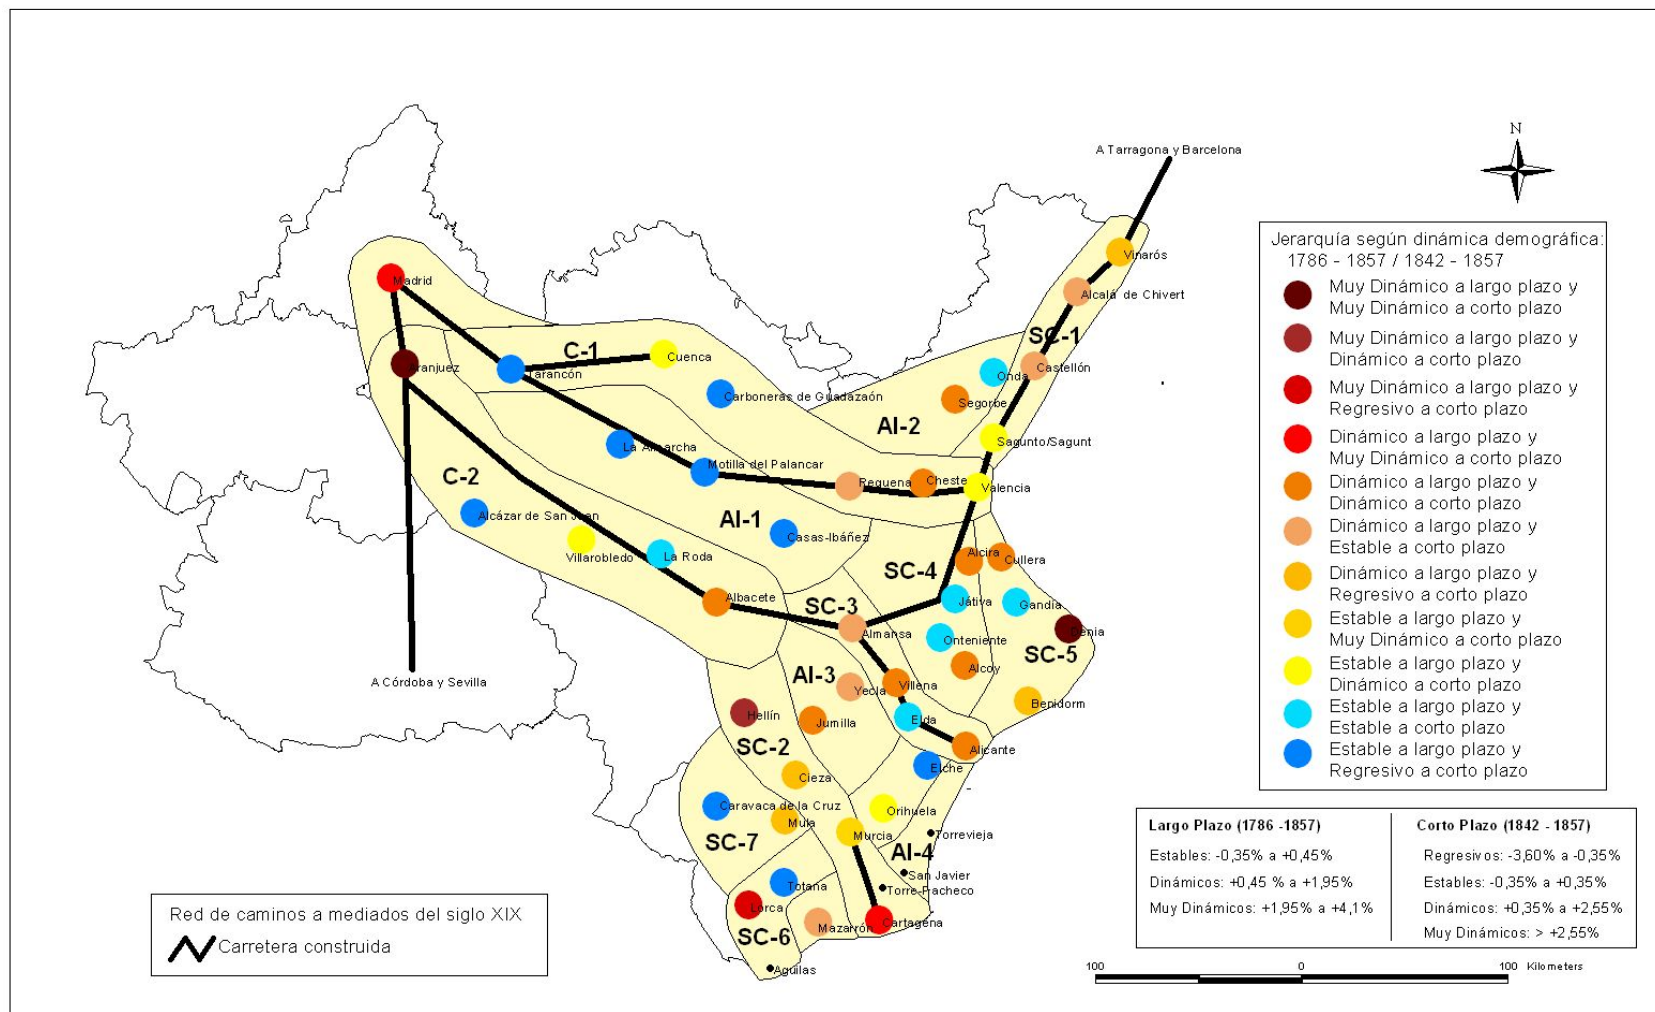 A Tarragona y Barcelona
N
Vinarós
Alcalá de Chivert
SC-1
Castellón
Onda
Segorbe
AI-2
Sagunto/Sagunt
Madrid
C-1
Cuenca
Aranjuez
Tarancón
Carboneras de Guadazaón
La Almarcha
Motilla del Palancar
Requena
Cheste
Valencia
C-2
Alcázar de San Juan
AI-1
Casas-Ibáñez
Villarobledo
La Roda
SC-4
Alcira
Cullera
Albacete
SC-3
Játiva
Gandía
Almansa
Onteniente
Denia
SC-5
Alcoy
A Córdoba y Sevilla
AI-3
Yecla
Villena
Benidorm
Hellín
Jumilla
Elda
SC-2
Alicante
Cieza
Elche
Caravaca de la Cruz
Orihuela
Mula
Murcia
Torrevieja
SC-7
AI-4
San Javier
Totana
Torre-Pacheco
Lorca
Mazarrón
Cartagena
SC-6
Aguilas
Jerarquía según dinámica demográfica:
1786 - 1857 / 1842 - 1857
Muy Dinámico a largo plazo y
Muy Dinámico a corto plazo
Muy Dinámico a largo plazo y
Dinámico a corto plazo
Muy Dinámico a largo plazo y
Regresivo a corto plazo
Dinámico a largo plazo y
Muy Dinámico a corto plazo
Dinámico a largo plazo y
Dinámico a corto plazo
Dinámico a largo plazo y
Estable a corto plazo
Dinámico a largo plazo y
Regresivo a corto plazo
Estable a largo plazo y
Muy Dinámico a corto plazo
Estable a largo plazo y
Dinámico a corto plazo
Estable a largo plazo y
Estable a corto plazo
Estable a largo plazo y
Regresivo a corto plazo
Largo Plazo (1786 -1857)
Estables: -0,35% a +0,45%
Dinámicos: +0,45 % a +1,95%
Muy Dinámicos: +1,95% a +4,1%
Corto Plazo (1842 - 1857)
Regresivos: -3,60% a -0,35%
Estables: -0,35% a +0,35%
Dinámicos: +0,35% a +2,55%
Muy Dinámicos: > +2,55%
Red de caminos a mediados del siglo XIX
Carretera construida
100 0 100 Kilometers